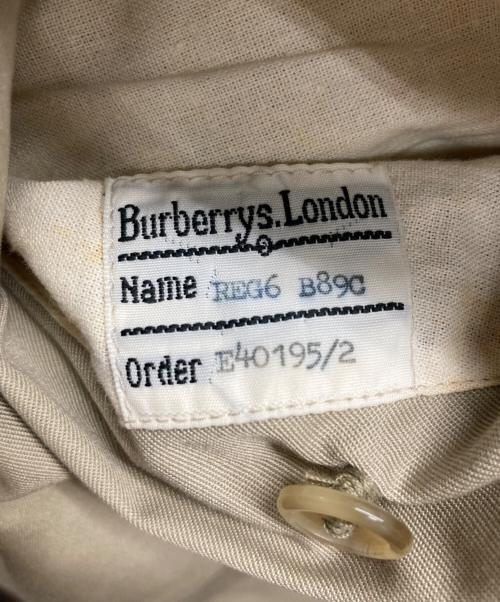 Burberrys.London
Name REG6 B89C
Order E40195/2